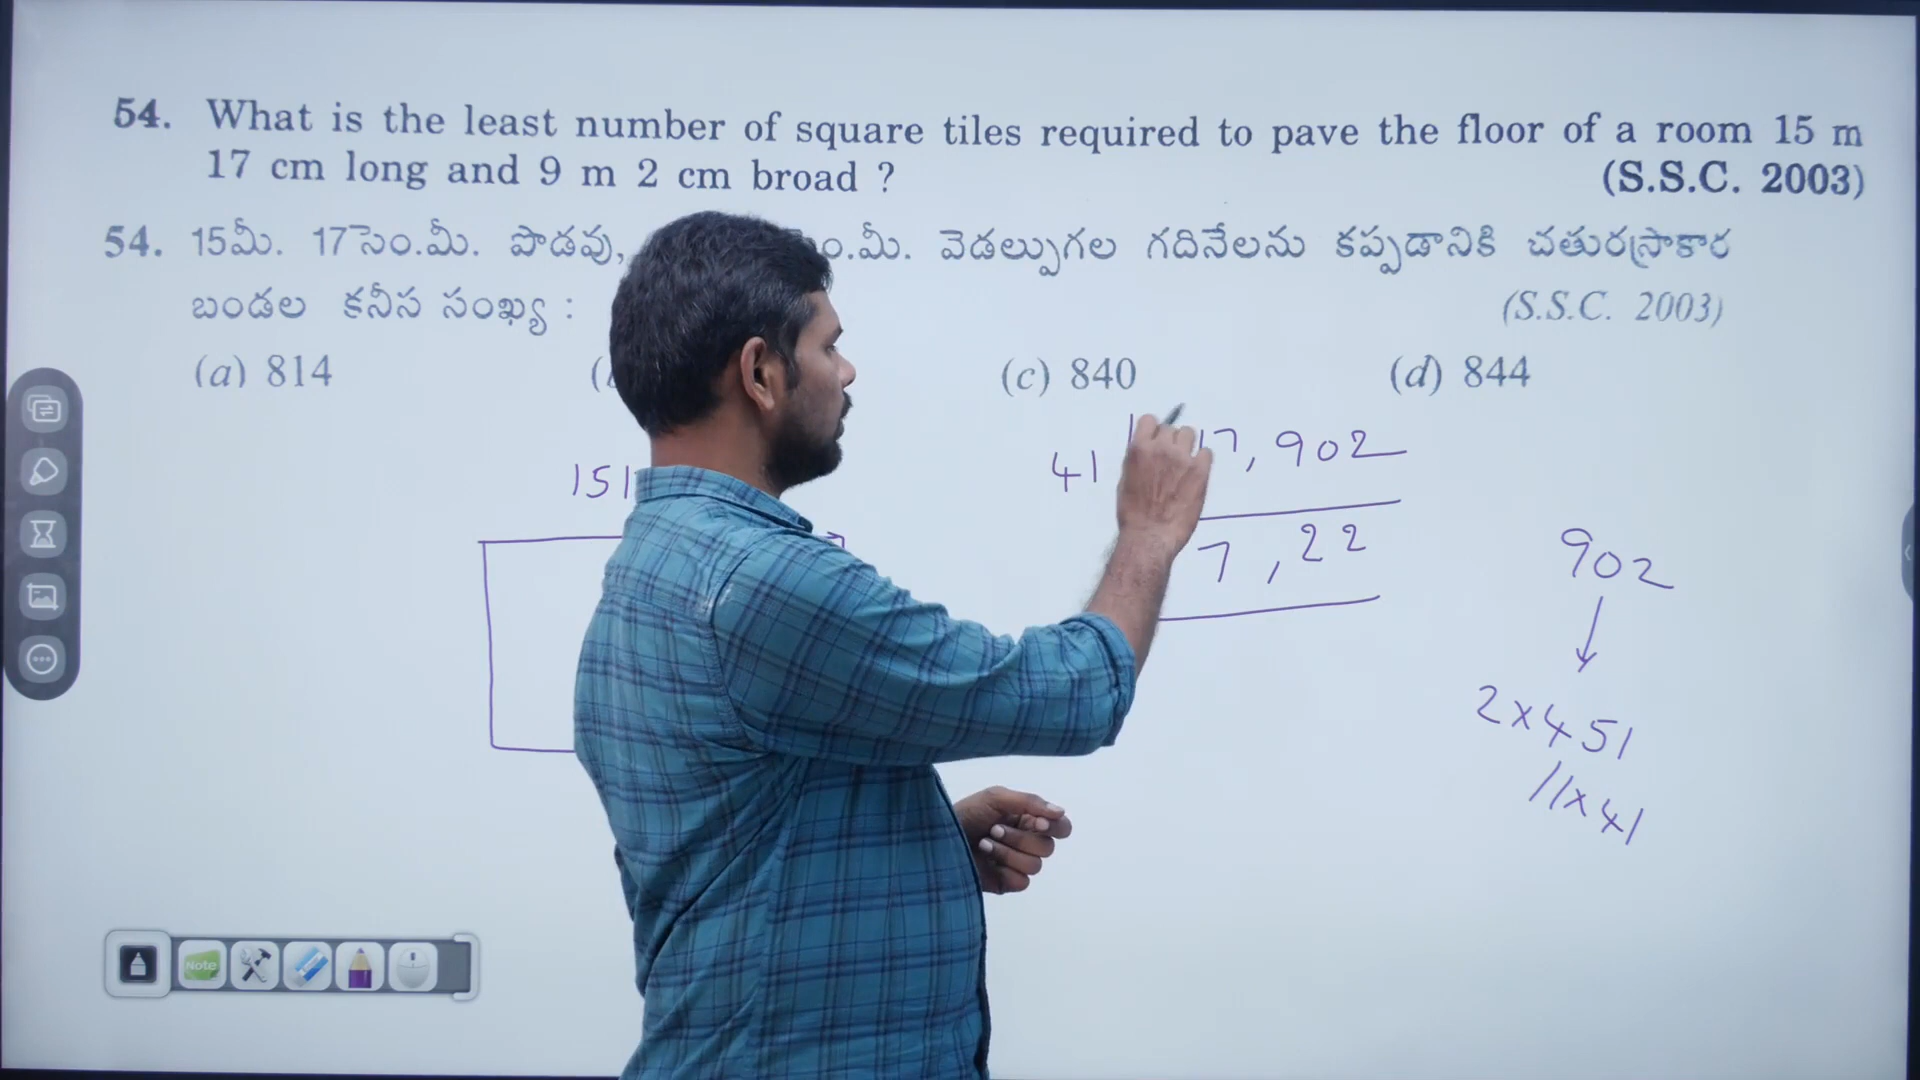 54. What is the least number of square tiles required to pave the floor of a room 15 m
17 cm long and 9 m 2 cm broad ?
(S.S.C. 2003)
54. 15మీ. 17సెం.మీ. పొడవు, మీ. వెడల్పుగల గదినేలను కప్పడానికి చతురస్రాకార
బండల కనీస సంఖ్య :
(S.S.C. 2003)
(a) 814 (c) 840 (d) 844
151
41
17, 902
7, 22
902
2×451
11×41
Note